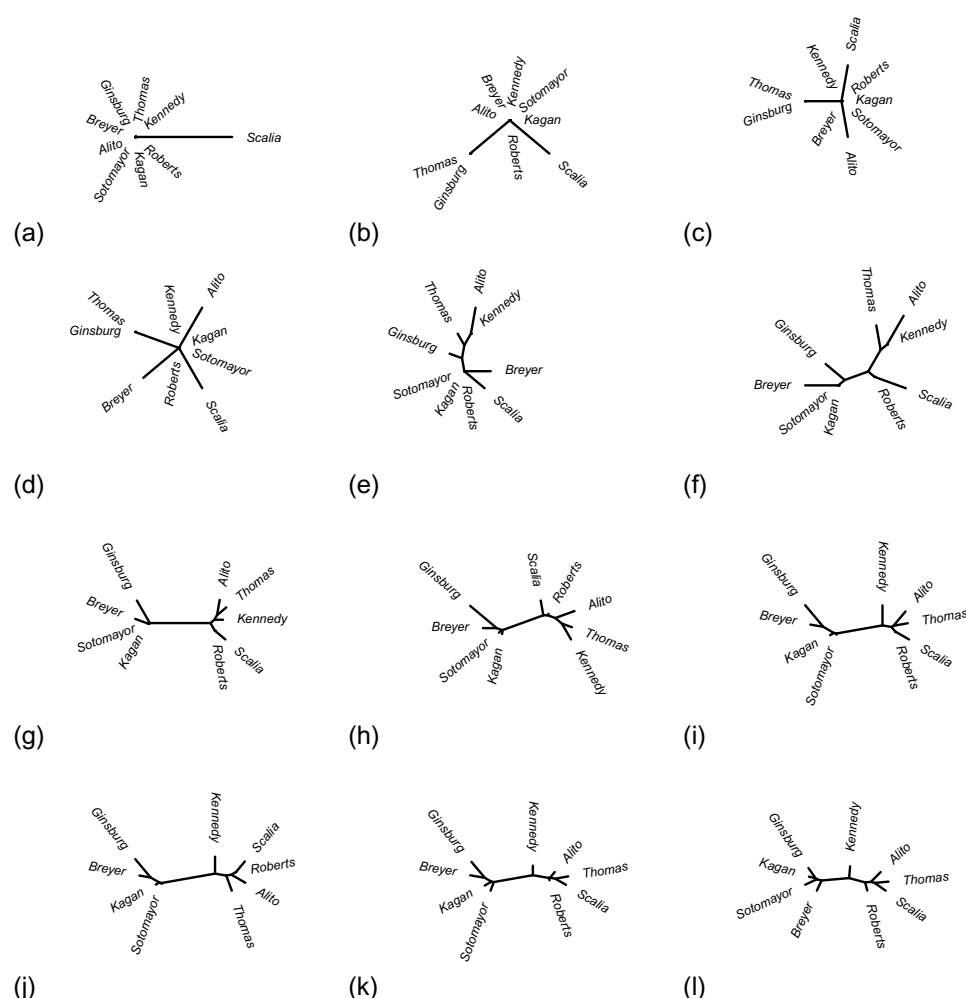 Ginsburg
Thomas
Kennedy
Breyer
Alito
Sotomayor
Kagan
Roberts
Scalia
(a)
Breyer
Kennedy
Sotomayor
Alito
Kagan
Thomas
Ginsburg
Roberts
Scalia
(b)
Scalia
Kennedy
Roberts
Thomas
Kagan
Ginsburg
Sotomayor
Breyer
Alito
(c)
Alito
Kennedy
Thomas
Ginsburg
Kagan
Sotomayor
Breyer
Roberts
Scalia
(d)
Alito
Thomas
Kennedy
Ginsburg
Breyer
Sotomayor
Kagan
Roberts
Scalia
(e)
Thomas
Alito
Kennedy
Ginsburg
Breyer
Sotomayor
Kagan
Roberts
Scalia
(f)
Ginsburg
Alito
Thomas
Breyer
Kennedy
Sotomayor
Kagan
Roberts
Scalia
(g)
Ginsburg
Scalia
Roberts
Alito
Breyer
Thomas
Sotomayor
Kagan
Kennedy
(h)
Ginsburg
Kennedy
Alito
Breyer
Thomas
Kagan
Sotomayor
Roberts
Scalia
(i)
Ginsburg
Kennedy
Scalia
Breyer
Roberts
Kagan
Alito
Sotomayor
Thomas
(j)
Ginsburg
Kennedy
Alito
Breyer
Thomas
Kagan
Scalia
Sotomayor
Roberts
(k)
Ginsburg
Kennedy
Alito
Kagan
Thomas
Sotomayor
Breyer
Roberts
Scalia
(l)